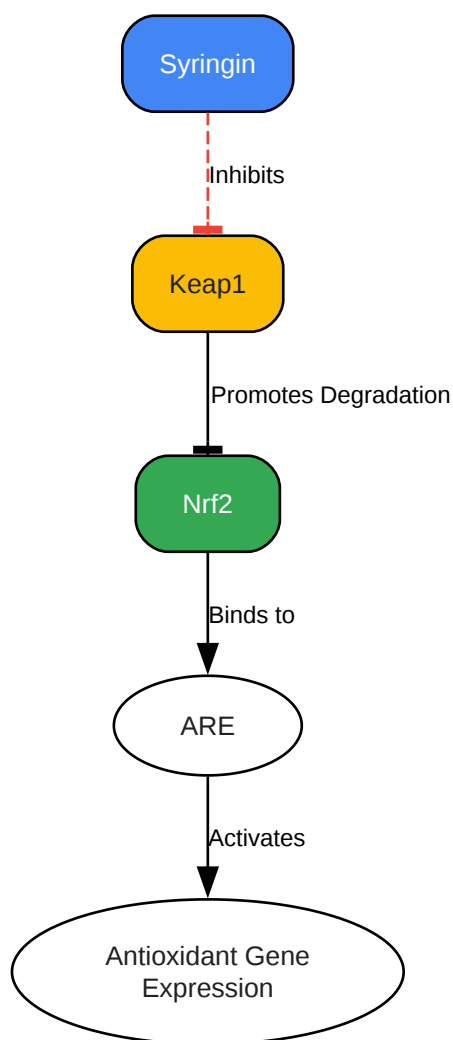 Syringin
Inhibits
Keap1
Promotes Degradation
Nrf2
Binds to
ARE
Activates
Antioxidant Gene
Expression